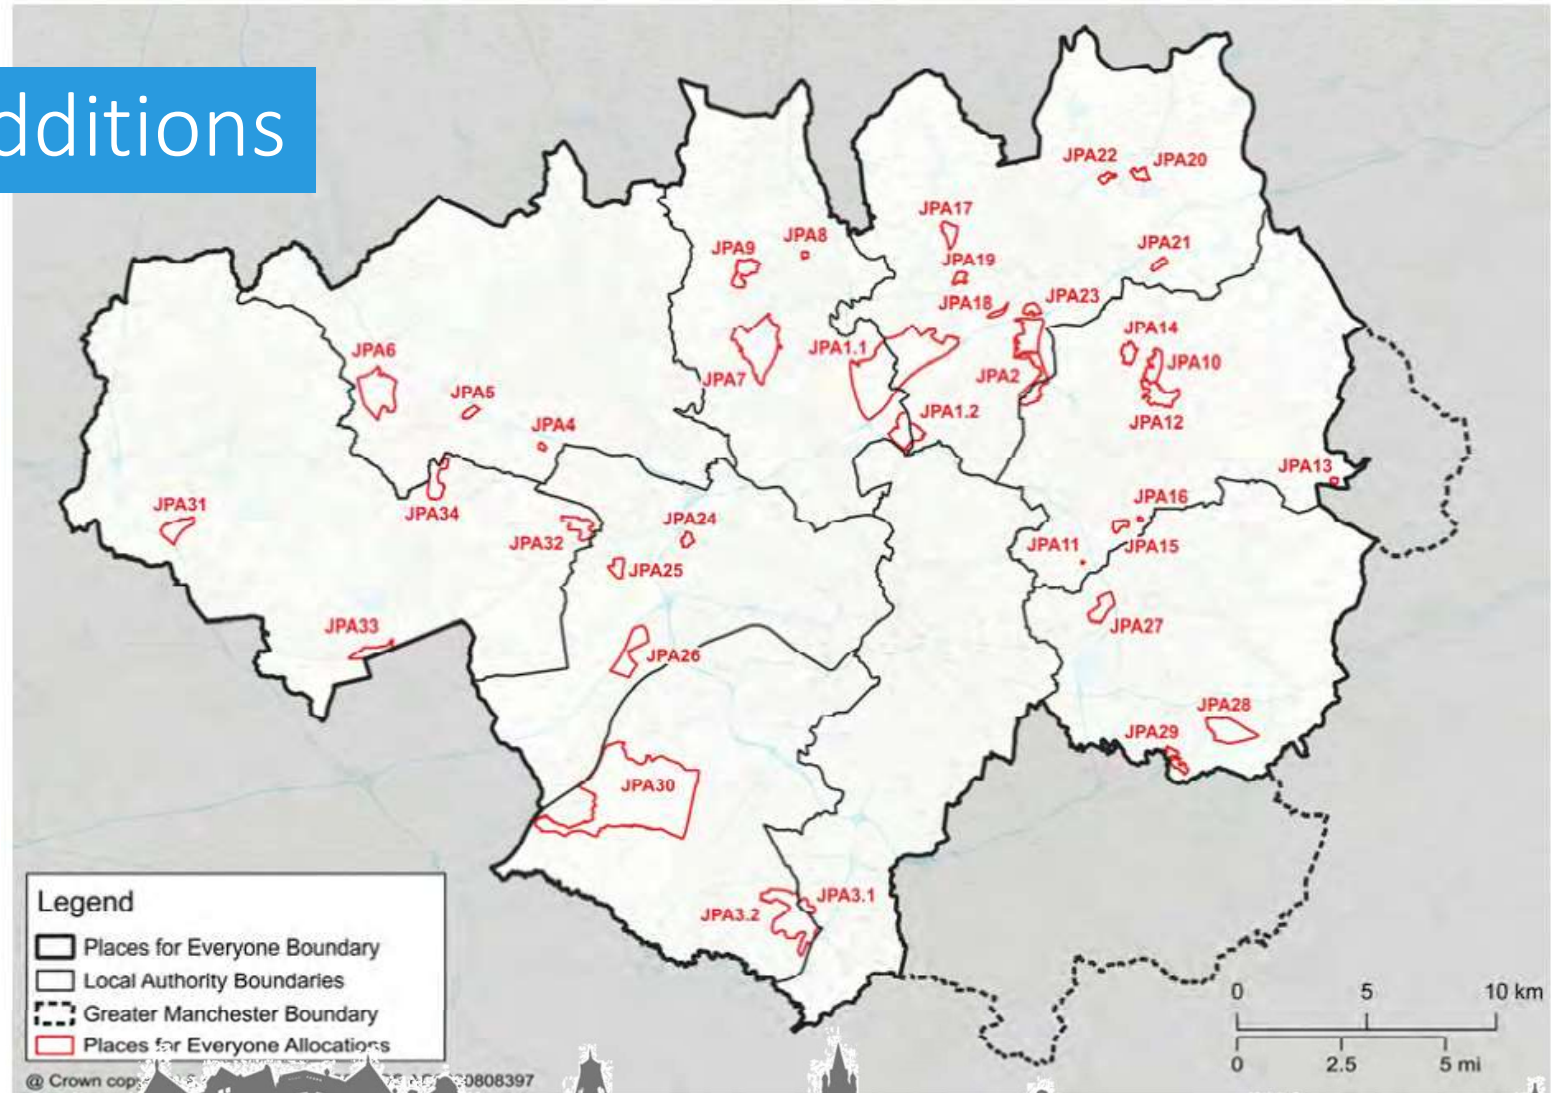 dditions
JPA22
JPA20
JPA17
JPA8
JPA9
JPA21
JPA19
JPA18
JPA23
JPA14
JPA6
JPA1.1
JPA10
JPA7
JPA2
JPA5
JPA1.2
JPA12
JPA4
JPA13
JPA31
JPA34
JPA16
JPA24
JPA32
JPA11
JPA15
JPA25
JPA33
JPA27
JPA26
JPA28
JPA29
JPA30
JPA3.1
JPA3.2
Legend
Places for Everyone Boundary
Local Authority Boundaries
Greater Manchester Boundary
Places for Everyone Allocations
0 5 10 km
0 2.5 5 mi
@ Crown cop 0808397